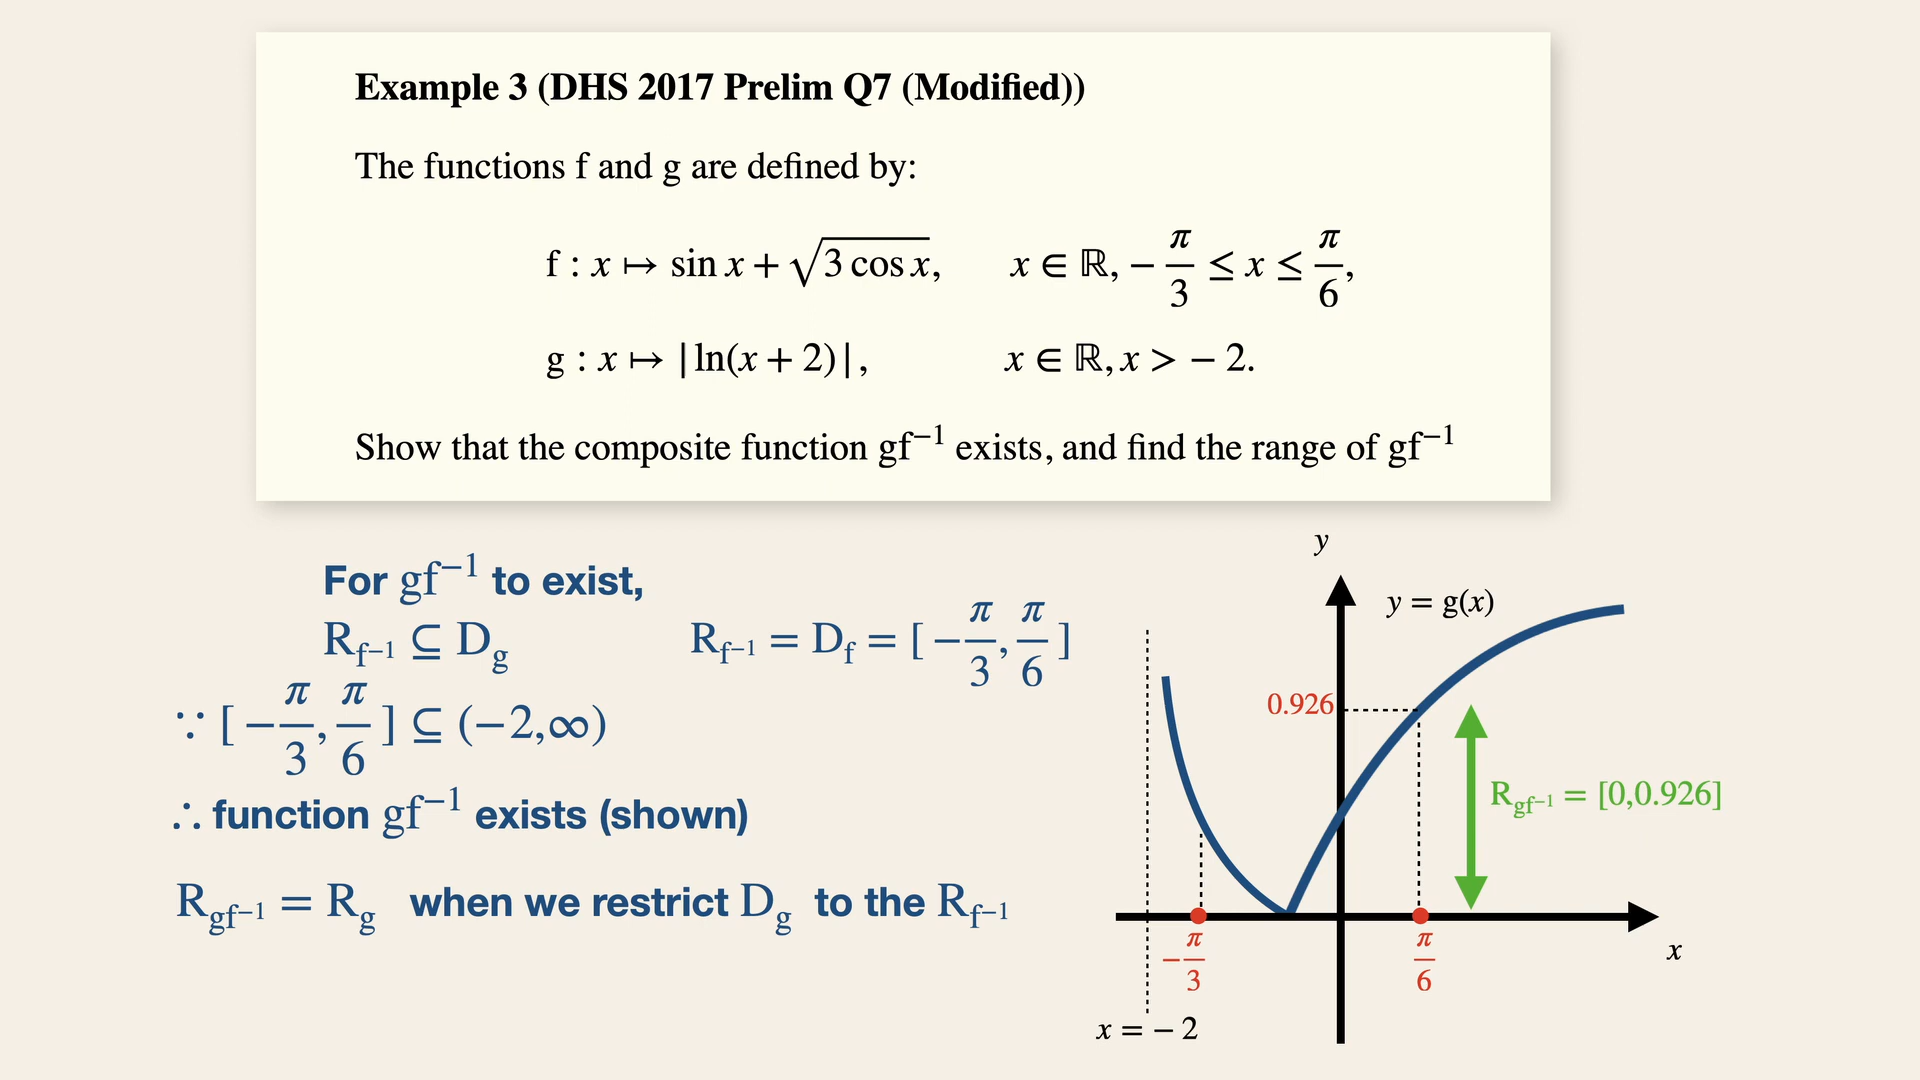 Example 3 (DHS 2017 Prelim Q7 (Modified))
The functions f and g are defined by:
f : x ↦ sin x + √(3 cos x), x ∈ ℝ, −π/3 ≤ x ≤ π/6,
g : x ↦ |ln(x + 2)|, x ∈ ℝ, x > −2.
Show that the composite function gf⁻¹ exists, and find the range of gf⁻¹
For gf⁻¹ to exist,
R_f⁻¹ ⊆ D_g R_f⁻¹ = D_f = [−π/3, π/6]
∵ [−π/3, π/6] ⊆ (−2,∞)
∴ function gf⁻¹ exists (shown)
R_gf⁻¹ = R_g when we restrict D_g to the R_f⁻¹
y
y = g(x)
0.926
R_gf⁻¹ = [0,0.926]
−π/3
π/6
x
x = −2